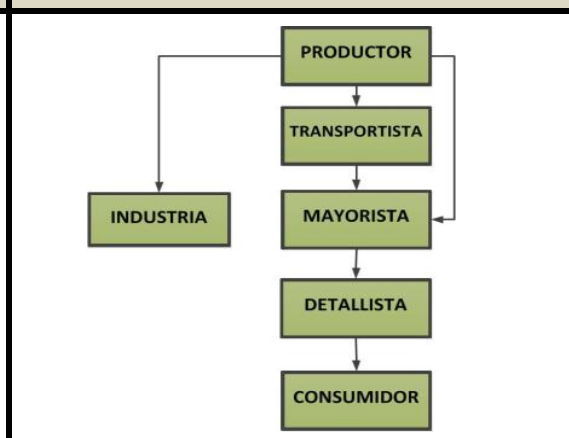 PRODUCTOR
TRANSPORTISTA
INDUSTRIA
MAYORISTA
DETALLISTA
CONSUMIDOR